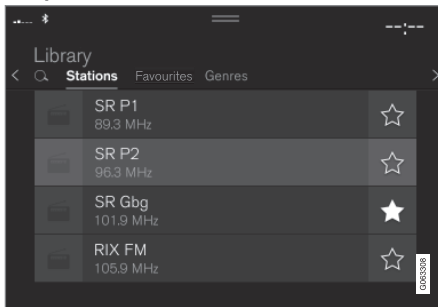 --:--
Library
Stations Favourites Genres
SR P1
89.3 MHz
SR P2
96.3 MHz
SR Gbg
101.9 MHz
RIX FM
105.9 MHz
G063308